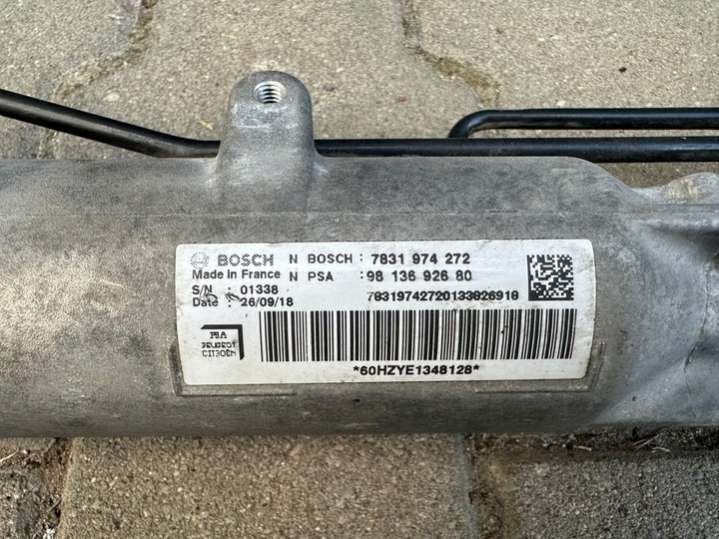 BOSCH N BOSCH: 7831 974 272
Made in France N PSA :98 136 926 80
S/N : 01338
Date : 26/09/18
78319742720133826918
PSA
PEUGEOT
CITROËN
*60HZYE1348128*